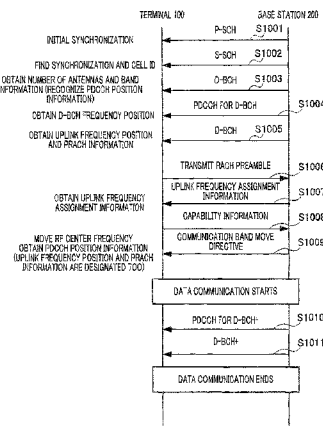 TERMINAL 100
BASE STATION 200
P-SCH S1001
INITIAL SYNCHRONIZATION
S-SCH S1002
FIND SYNCHRONIZATION AND CELL ID
D-BCH S1003
OBTAIN NUMBER OF ANTENNAS AND BAND
INFORMATION (RECOGNIZE PDCCH POSITION
INFORMATION)
PDCCH FOR D-BCH S1004
OBTAIN D-BCH FREQUENCY POSITION
D-BCH S1005
OBTAIN UPLINK FREQUENCY POSITION
AND PRACH INFORMATION
TRANSMIT RACH PREAMBLE S1006
UPLINK FREQUENCY ASSIGNMENT
INFORMATION S1007
OBTAIN UPLINK FREQUENCY
ASSIGNMENT INFORMATION
CAPABILITY INFORMATION S1008
COMMUNICATION BAND MOVE
DIRECTIVE S1009
MOVE RF CENTER FREQUENCY
OBTAIN PDCCH POSITION INFORMATION
(UPLINK FREQUENCY POSITION AND PRACH
INFORMATION ARE DESIGNATED TOO)
DATA COMMUNICATION STARTS
PDCCH FOR D-BCH+ S1010
D-BCH+ S1011
DATA COMMUNICATION ENDS